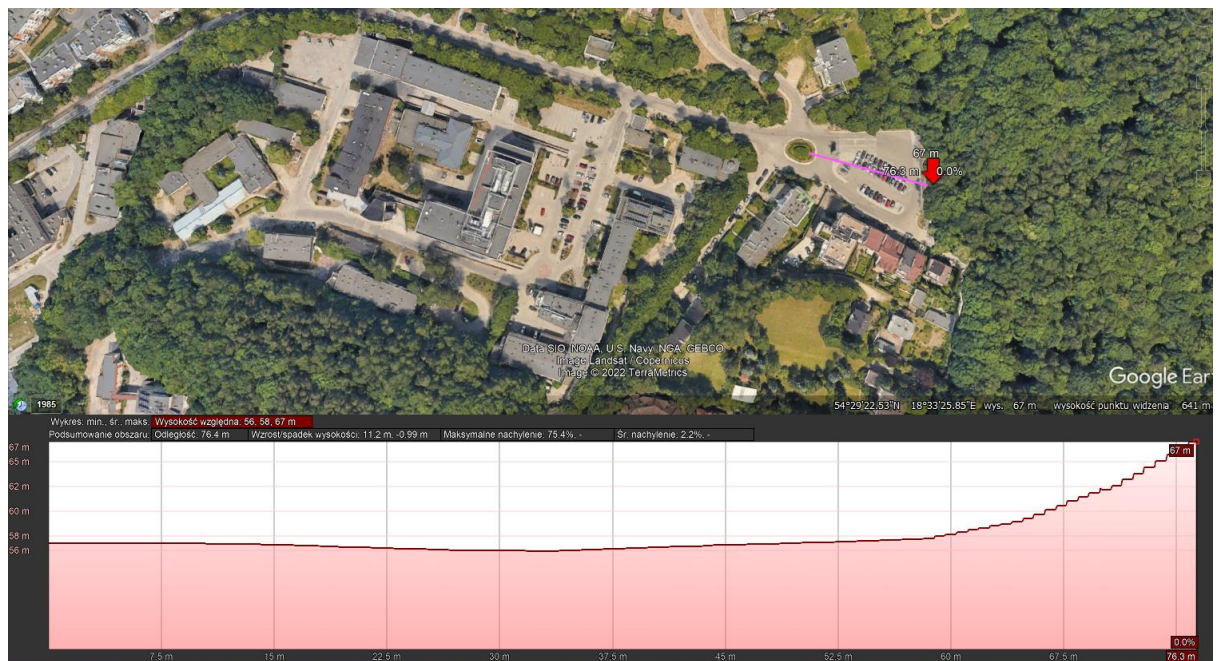 67 m
76.3 m 0.0%
Data SIO, NOAA, U.S. Navy, NGA, GEBCO
Image Landsat / Copernicus
Image © 2022 TerraMetrics
Google Ear
1985
54°29'22.53"N 18°33'25.85"E wys. 67 m wysokość punktu widzenia 641 m
Wykres: min., śr., maks. Wysokość względna: 56, 58, 67 m
Podsumowanie obszaru: Odległość: 76.4 m Wzrost/spadek wysokości: 11.2 m, -0.99 m Maksymalne nachylenie: 75.4%, - Śr. nachylenie: 2.2%, -
67 m
67 m
65 m
62 m
60 m
58 m
56 m
0.0%
7.5 m 15 m 22.5 m 30 m 37.5 m 45 m 52.5 m 60 m 67.5 m 76.3 m